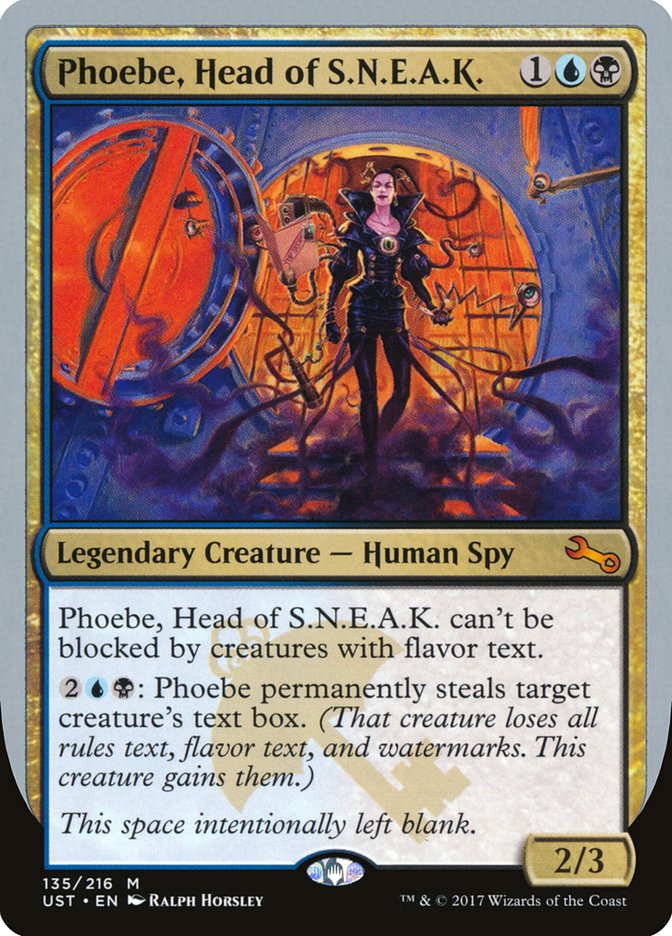 Phoebe, Head of S.N.E.A.K. 1
Legendary Creature — Human Spy
Phoebe, Head of S.N.E.A.K. can't be
blocked by creatures with flavor text.
2: Phoebe permanently steals target
creature's text box. (That creature loses all
rules text, flavor text, and watermarks. This
creature gains them.)
This space intentionally left blank.
2/3
135/216 M
UST • EN RALPH HORSLEY
™ & © 2017 Wizards of the Coast